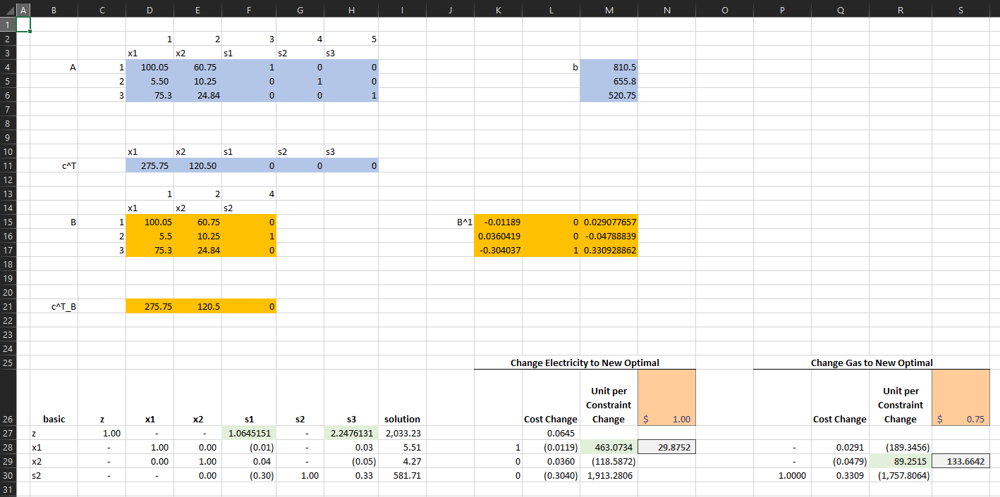 A B C D E F G H I J K L M N O P Q R S
1
2 1 2 3 4 5
3 x1 x2 s1 s2 s3
4 A 1 100.05 60.75 1 0 0 b 810.5
5 2 5.50 10.25 0 1 0 655.8
6 3 75.3 24.84 0 0 1 520.75
7
8
9
10 x1 x2 s1 s2 s3
11 c^T 275.75 120.50 0 0 0
12
13 1 2 4
14 x1 x2 s2
15 B 1 100.05 60.75 0 B^1 -0.01189 0 0.029077657
16 2 5.5 10.25 1 0.0360419 0 -0.04788839
17 3 75.3 24.84 0 -0.304037 1 0.330928862
18
19
20
21 c^T_B 275.75 120.5 0
22
23
24
25 Change Electricity to New Optimal Change Gas to New Optimal
Unit per Unit per
Constraint Constraint
26 basic z x1 x2 s1 s2 s3 solution Cost Change Change $ 1.00 Cost Change Change $ 0.75
27 z 1.00 - - 1.0645151 - 2.2476131 2,033.23 0.0645
28 x1 - 1.00 0.00 (0.01) - 0.03 5.51 1 (0.0119) 463.0734 29.8752 - 0.0291 (189.3456)
29 x2 - 0.00 1.00 0.04 - (0.05) 4.27 0 0.0360 (118.5872) - (0.0479) 89.2515 133.6642
30 s2 - - 0.00 (0.30) 1.00 0.33 581.71 0 (0.3040) 1,913.2806 1.0000 0.3309 (1,757.8064)
31